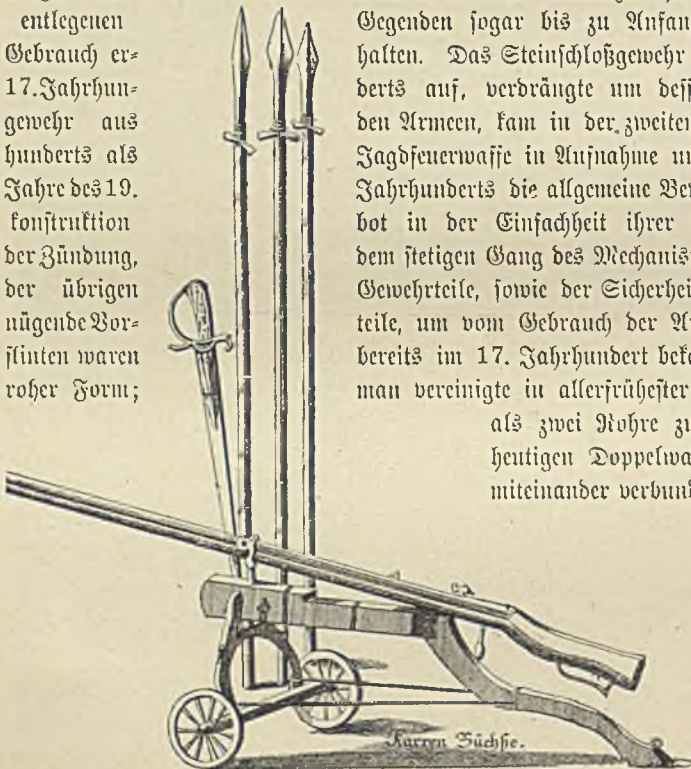 entlegenen Gegenden sogar bis zu Anfan
Gebrauch er= halten. Das Steinschloßgewehr
17.Jahrhun= derts auf, verdrängte um dess
gewehr aus den Armeen, kam in der zweiten
hunderts als Jagdfeuerwaffe in Aufnahme un
Jahre des 19. Jahrhunderts die allgemeine
konstruktion bot in der Einfachheit ihrer
der Zündung, dem stetigen Gang des Mechanis
der übrigen Gewehrteile, sowie der Sicherhei
nügende Vor= teile, um vom Gebrauch der
flinten waren bereits im 17. Jahrhundert bek
roher Form; man vereinigte in allerfrühester
als zwei Rohre zu
heutigen Doppelwa
miteinander verbun
Karren Büchse.